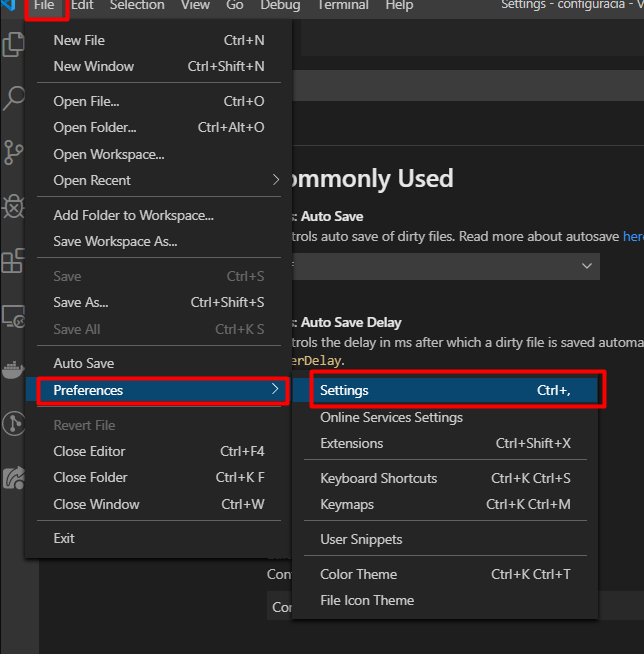 File Edit Selection View Go Debug Terminal Help Settings - configuracia - V
New File Ctrl+N
New Window Ctrl+Shift+N
Open File... Ctrl+O
Open Folder... Ctrl+Alt+O
Open Workspace...
Open Recent
Add Folder to Workspace...
Save Workspace As...
Save Ctrl+S
Save As... Ctrl+Shift+S
Save All Ctrl+K S
Auto Save
Preferences
Revert File
Close Editor Ctrl+F4
Close Folder Ctrl+K F
Close Window Ctrl+W
Exit
ommonly Used
s: Auto Save
trols auto save of dirty files. Read more about autosave here
s: Auto Save Delay
trols the delay in ms after which a dirty file is saved automa
erDelay.
Settings Ctrl+,
Online Services Settings
Extensions Ctrl+Shift+X
Keyboard Shortcuts Ctrl+K Ctrl+S
Keymaps Ctrl+K Ctrl+M
User Snippets
Color Theme Ctrl+K Ctrl+T
File Icon Theme
Con
Co